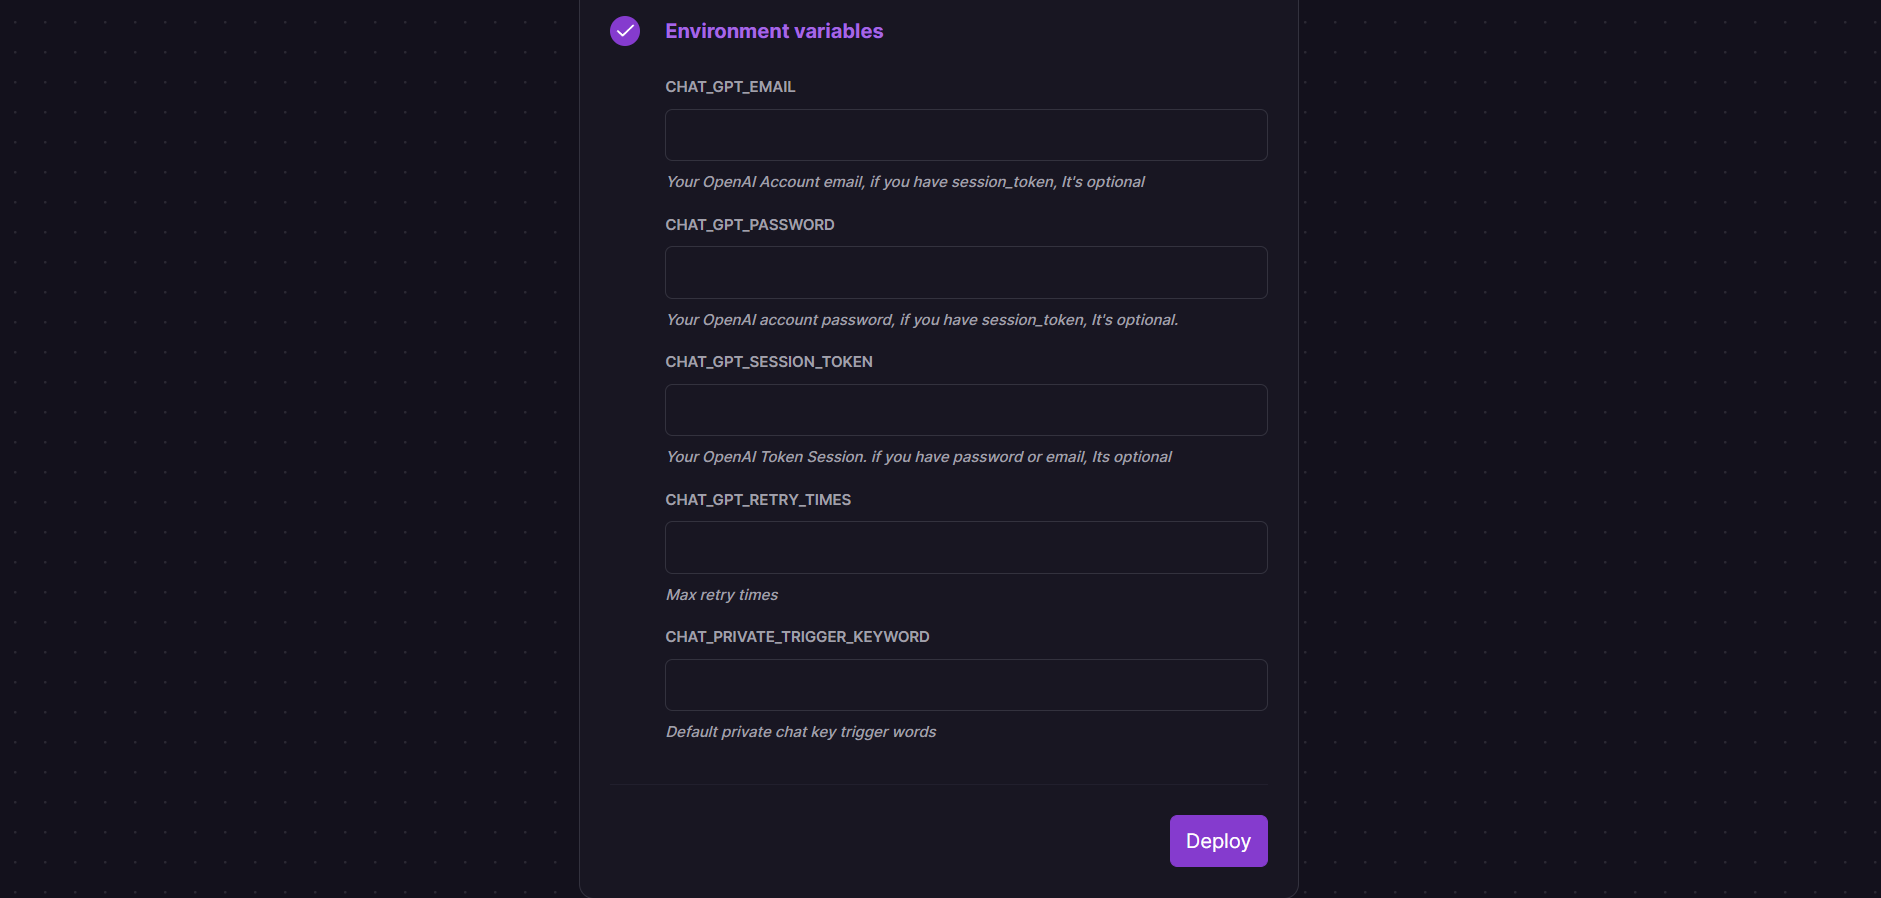 Environment variables
CHAT_GPT_EMAIL
Your OpenAI Account email, if you have session_token, It's optional
CHAT_GPT_PASSWORD
Your OpenAI account password, if you have session_token, It's optional.
CHAT_GPT_SESSION_TOKEN
Your OpenAI Token Session. if you have password or email, Its optional
CHAT_GPT_RETRY_TIMES
Max retry times
CHAT_PRIVATE_TRIGGER_KEYWORD
Default private chat key trigger words
Deploy